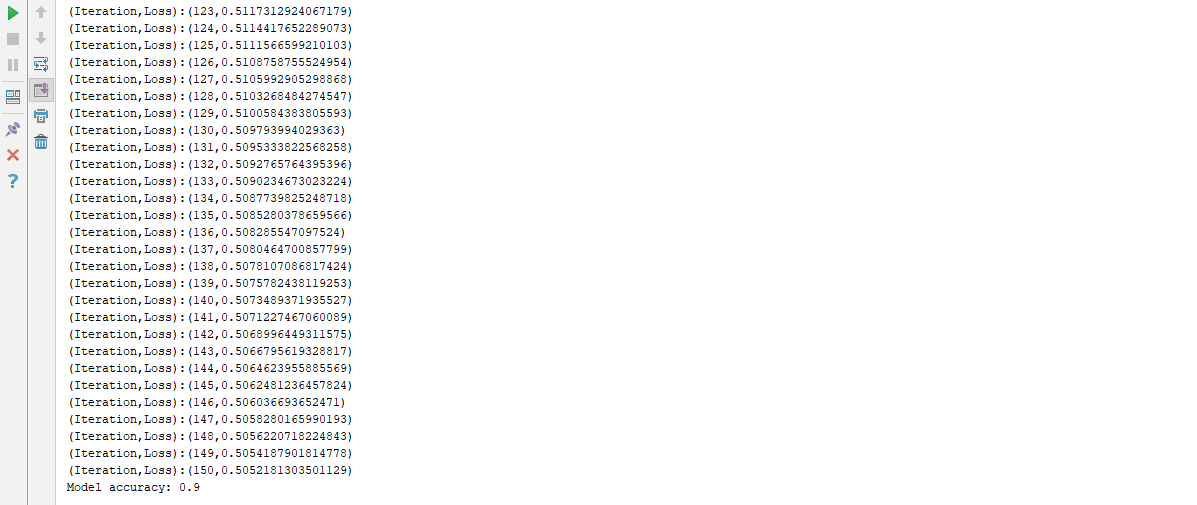 (Iteration,Loss):(123,0.5117312924067179)
(Iteration,Loss):(124,0.5114417652289073)
(Iteration,Loss):(125,0.5111566599210103)
(Iteration,Loss):(126,0.5108758755524954)
(Iteration,Loss):(127,0.5105992905298868)
(Iteration,Loss):(128,0.5103268484274547)
(Iteration,Loss):(129,0.5100584383805593)
(Iteration,Loss):(130,0.509793994029363)
(Iteration,Loss):(131,0.5095333822568258)
(Iteration,Loss):(132,0.5092765764395396)
(Iteration,Loss):(133,0.5090234673023224)
(Iteration,Loss):(134,0.5087739825248718)
(Iteration,Loss):(135,0.5085280378659566)
(Iteration,Loss):(136,0.508285547097524)
(Iteration,Loss):(137,0.5080464700857799)
(Iteration,Loss):(138,0.5078107086817424)
(Iteration,Loss):(139,0.5075782438119253)
(Iteration,Loss):(140,0.5073489371935527)
(Iteration,Loss):(141,0.5071227467060089)
(Iteration,Loss):(142,0.5068996449311575)
(Iteration,Loss):(143,0.5066795619328817)
(Iteration,Loss):(144,0.5064623955885569)
(Iteration,Loss):(145,0.5062481236457824)
(Iteration,Loss):(146,0.506036693652471)
(Iteration,Loss):(147,0.5058280165990193)
(Iteration,Loss):(148,0.5056220718224843)
(Iteration,Loss):(149,0.5054187901814778)
(Iteration,Loss):(150,0.5052181303501129)
Model accuracy: 0.9